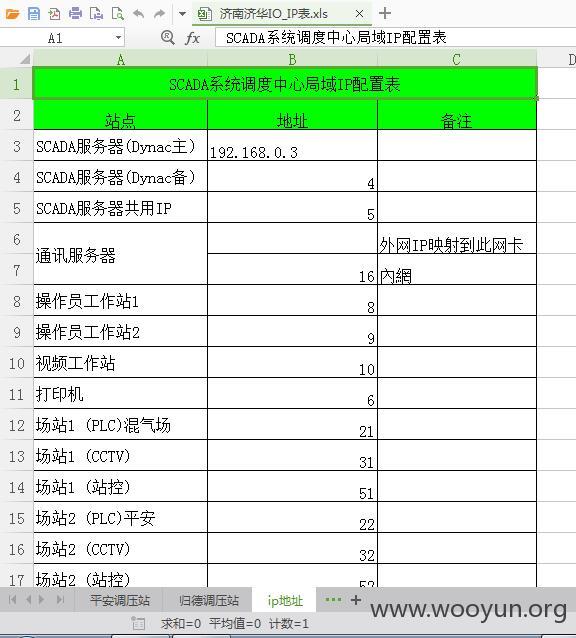 济南济华IO_IP表.xls
A1 fx SCADA系统调度中心局域IP配置表
A B C D
1 SCADA系统调度中心局域IP配置表
2 站点 地址 备注
3 SCADA服务器(Dynac主) 192.168.0.3
4 SCADA服务器(Dynac备) 4
5 SCADA服务器共用IP 5
6 通讯服务器 外网IP映射到此网卡
7 16 内網
8 操作员工作站1 8
9 操作员工作站2 9
10 视频工作站 10
11 打印机 6
12 场站1 (PLC)混气场 21
13 场站1 (CCTV) 31
14 场站1 (站控) 51
15 场站2 (PLC)平安 22
16 场站2 (CCTV) 32
17 场站2 (站控) 52
平安调压站 归德调压站 ip地址 ···
求和=0 平均值=0 计数=1
www.wooyun.org